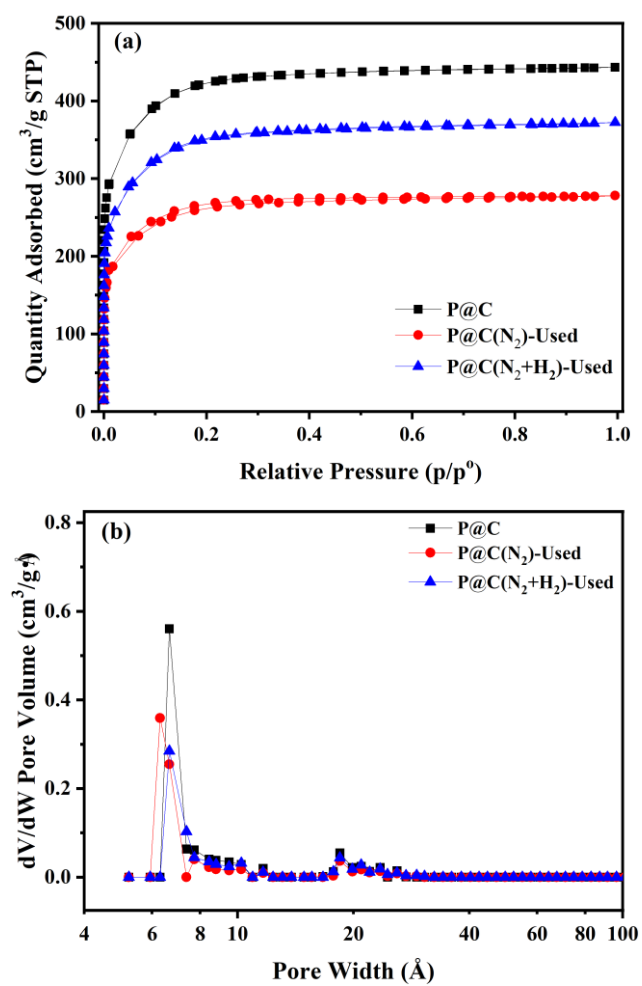 (a)
500
400
300
200
100
0
Quantity Adsorbed (cm³/g STP)
P@C
P@C(N₂)-Used
P@C(N₂+H₂)-Used
0.0 0.2 0.4 0.6 0.8 1.0
Relative Pressure (p/pᵒ)
(b)
0.8
0.6
0.4
0.2
0.0
dV/dW Pore Volume (cm³/g
P@C
P@C(N₂)-Used
P@C(N₂+H₂)-Used
4 6 8 10 20 40 60 80 100
Pore Width (Å)